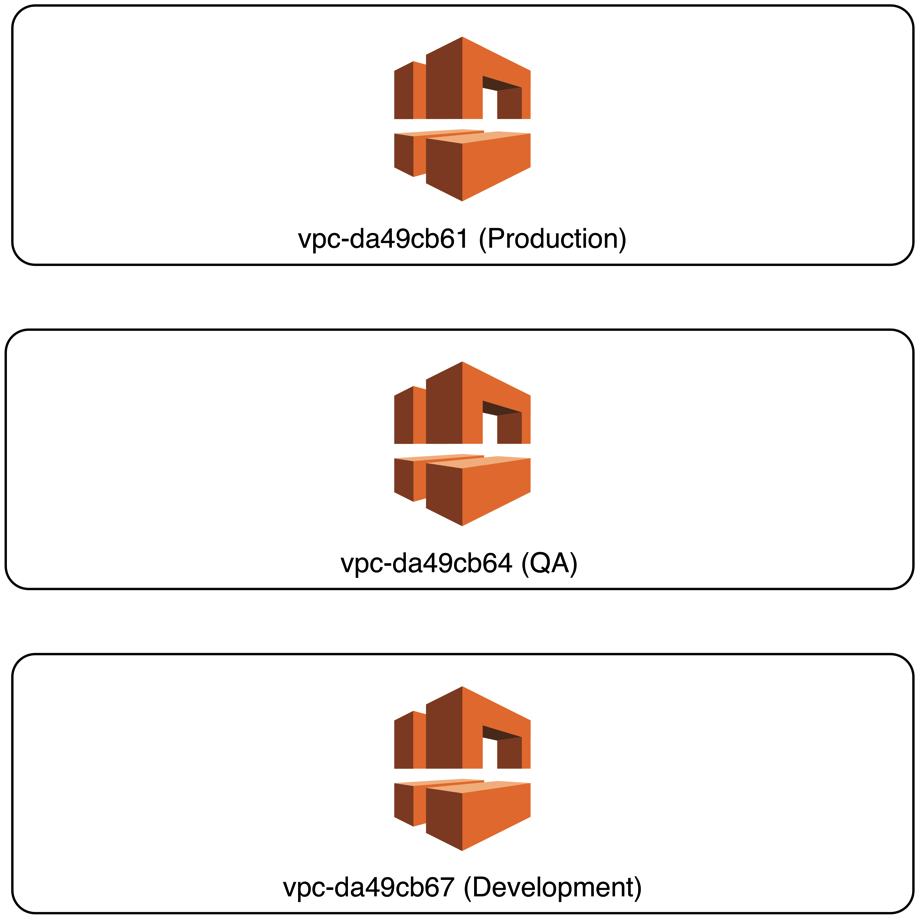 vpc-da49cb61 (Production)
vpc-da49cb64 (QA)
vpc-da49cb67 (Development)